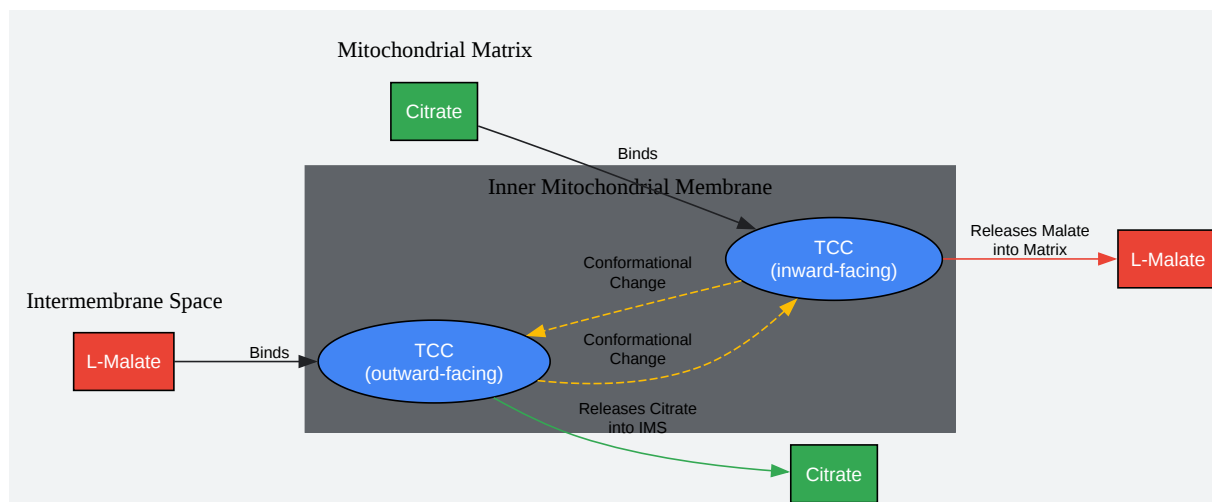 Mitochondrial Matrix
Citrate
Binds
Inner Mitochondrial Membrane
TCC
(inward-facing)
Releases Malate
into Matrix
L-Malate
Conformational
Change
Intermembrane Space
L-Malate
Binds
TCC
(outward-facing)
Conformational
Change
Releases Citrate
into IMS
Citrate